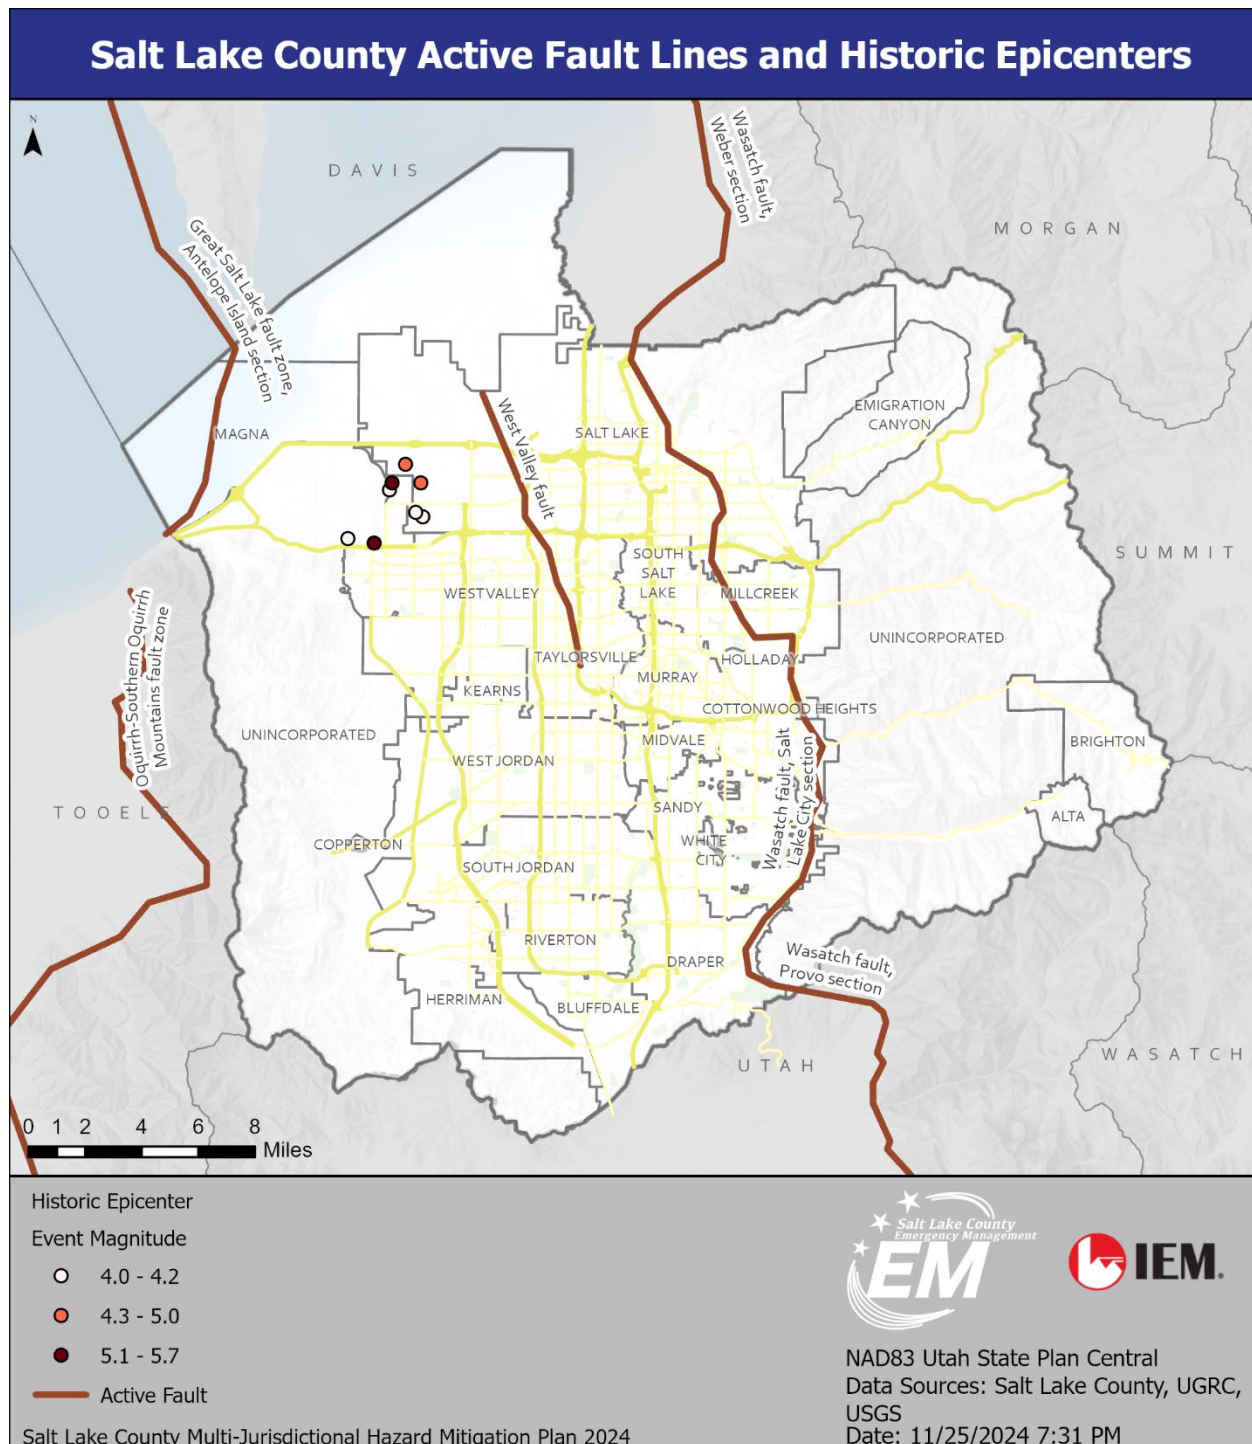 Salt Lake County Active Fault Lines and Historic Epicenters
N
DAVIS
MORGAN
SUMMIT
WASATCH
UTAH
TOOELE
Great Salt Lake fault zone,
Antelope Island section
Wasatch fault,
Weber section
West Valley fault
Oquirrh-Southern Oquirrh
Mountains fault zone
Wasatch fault, Salt
Lake City section
Wasatch fault,
Provo section
MAGNA
SALT LAKE
EMIGRATION
CANYON
SOUTH
SALT
LAKE
WEST VALLEY
MILLCREEK
UNINCORPORATED
TAYLORSVILLE
HOLLADAY
MURRAY
KEARNS
COTTONWOOD HEIGHTS
UNINCORPORATED
MIDVALE
BRIGHTON
WEST JORDAN
SANDY
ALTA
COPPERTON
WHITE
CITY
SOUTH JORDAN
RIVERTON
DRAPER
HERRIMAN
BLUFFDALE
0 1 2 4 6 8
Miles
Historic Epicenter
Event Magnitude
4.0 - 4.2
4.3 - 5.0
5.1 - 5.7
Active Fault
Salt Lake County Multi-Jurisdictional Hazard Mitigation Plan 2024
Salt Lake County
Emergency Management
EM
IEM.
NAD83 Utah State Plan Central
Data Sources: Salt Lake County, UGRC,
USGS
Date: 11/25/2024 7:31 PM